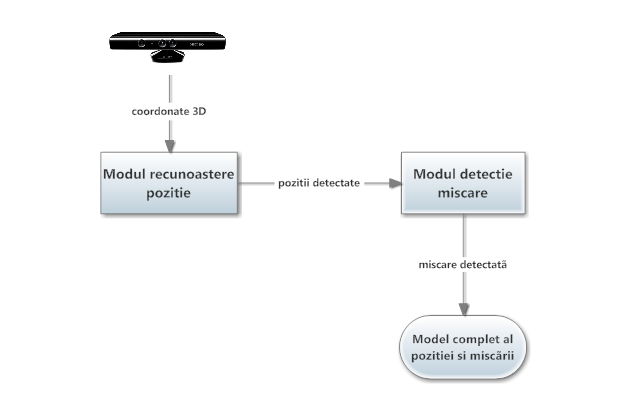 coordonate 3D
Modul recunoastere
pozitie
pozitii detectate
Modul detectie
miscare
miscare detectată
Model complet al
pozitiei si miscării